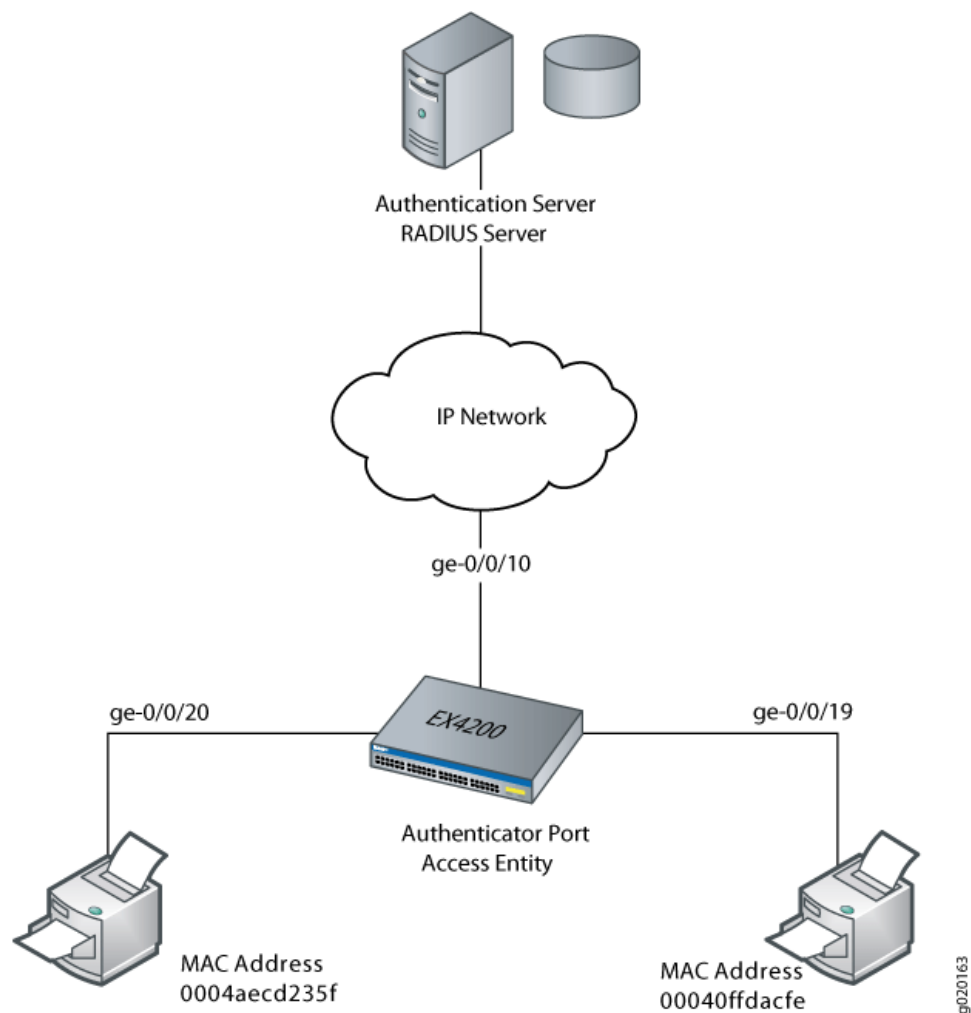 Authentication Server
RADIUS Server
IP Network
ge-0/0/10
ge-0/0/20
ge-0/0/19
EX4200
Authenticator Port
Access Entity
MAC Address
0004aecd235f
MAC Address
00040ffdacfe
g020163